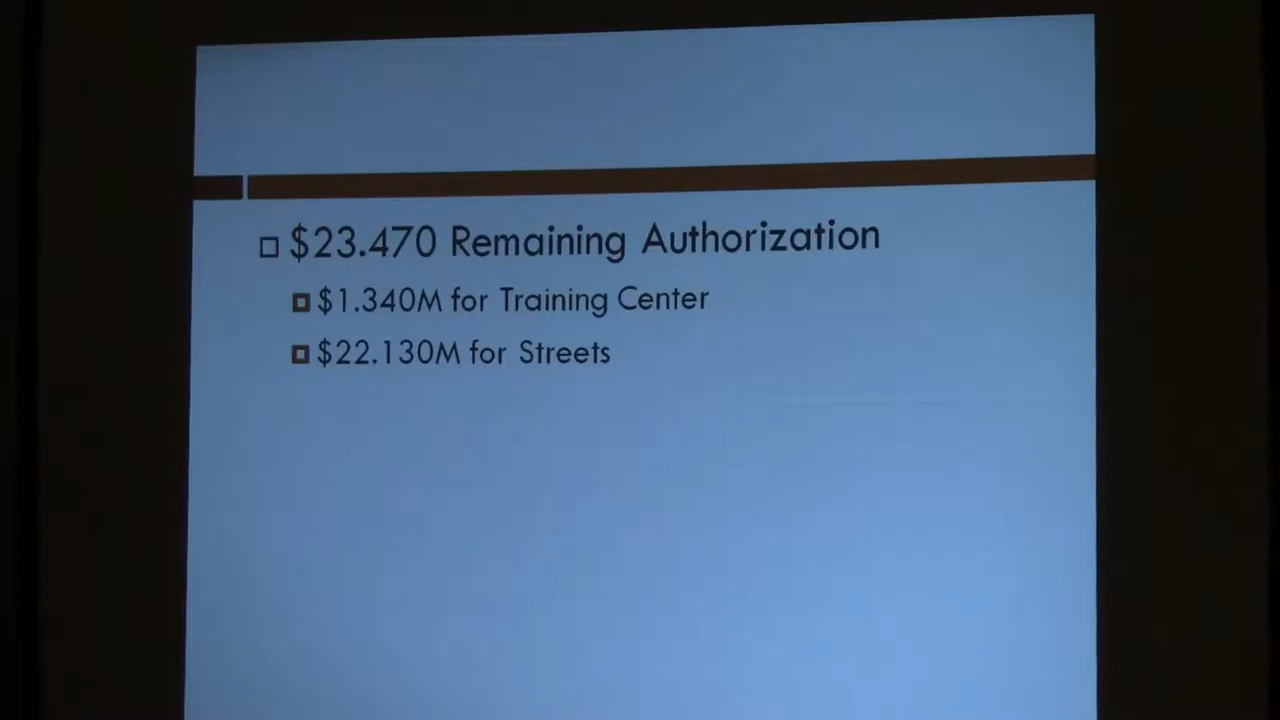 $23.470 Remaining Authorization
$1.340M for Training Center
$22.130M for Streets